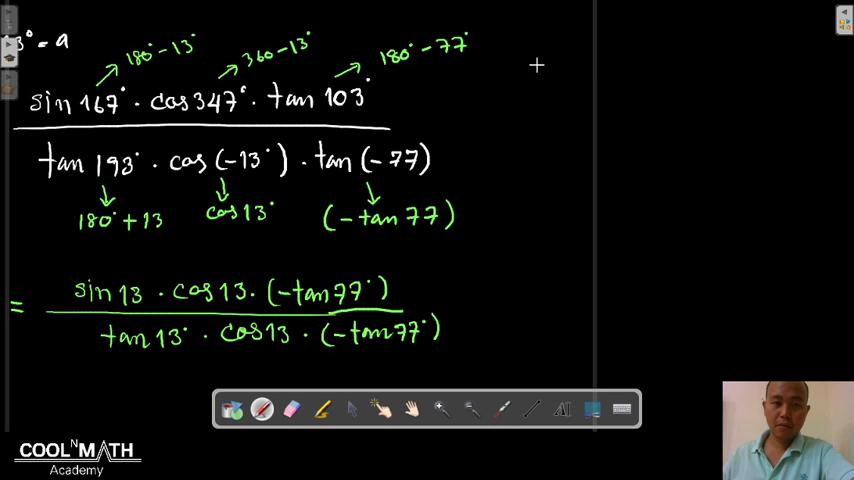 3° = a
180° - 13° 360 - 13° 180° - 77°
sin 167° · cos 347° · tan 103°
tan 193° · cos (-13°) · tan (-77)
180° + 13 cos 13° (- tan 77)
= sin 13 · cos 13 · (- tan 77°)
tan 13° · cos 13 · (- tan 77°)
COOL N MATH
Academy